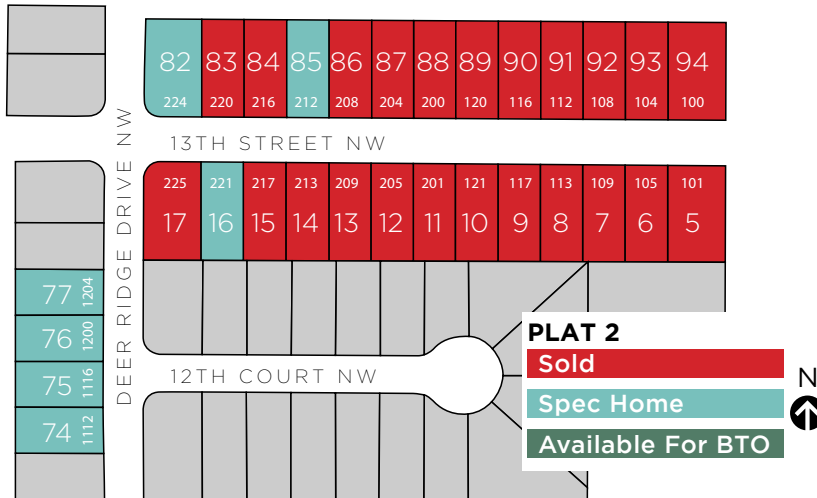 82 83 84 85 86 87 88 89 90 91 92 93 94
224 220 216 212 208 204 200 120 116 112 108 104 100
13TH STREET NW
225 221 217 213 209 205 201 121 117 113 109 105 101
17 16 15 14 13 12 11 10 9 8 7 6 5
DEER RIDGE DRIVE NW
77 1204
76 1200
75 1116
74 1112
12TH COURT NW
PLAT 2
Sold
Spec Home
Available For BTO
N